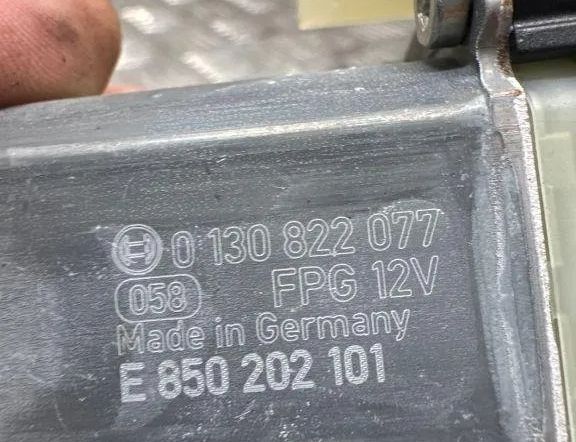 0 130 822 077
058 FPG 12V
Made in Germany
E 850 202 101